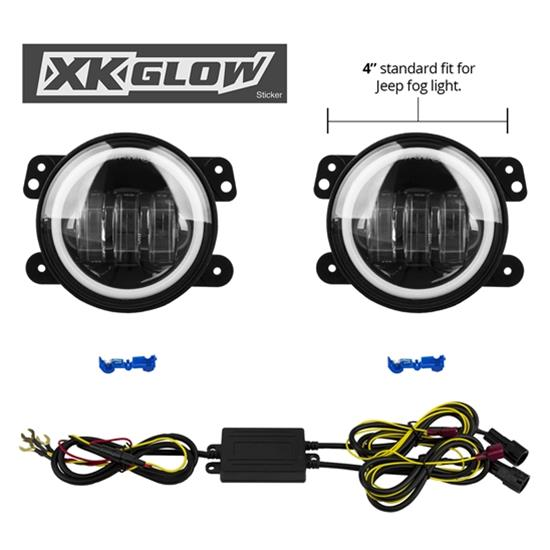 XKGLOW
Sticker
4” standard fit for
Jeep fog light.